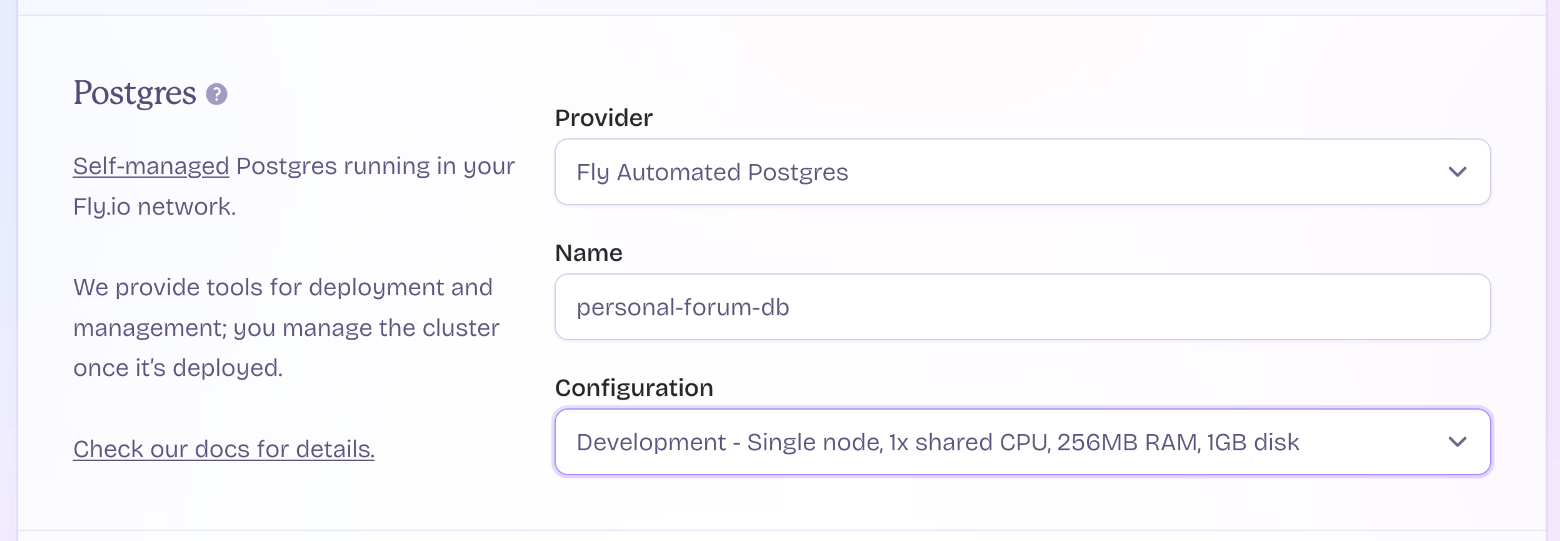 Postgres ?
Self-managed Postgres running in your
Fly.io network.
We provide tools for deployment and
management; you manage the cluster
once it's deployed.
Check our docs for details.
Provider
Fly Automated Postgres
Name
personal-forum-db
Configuration
Development - Single node, 1x shared CPU, 256MB RAM, 1GB disk